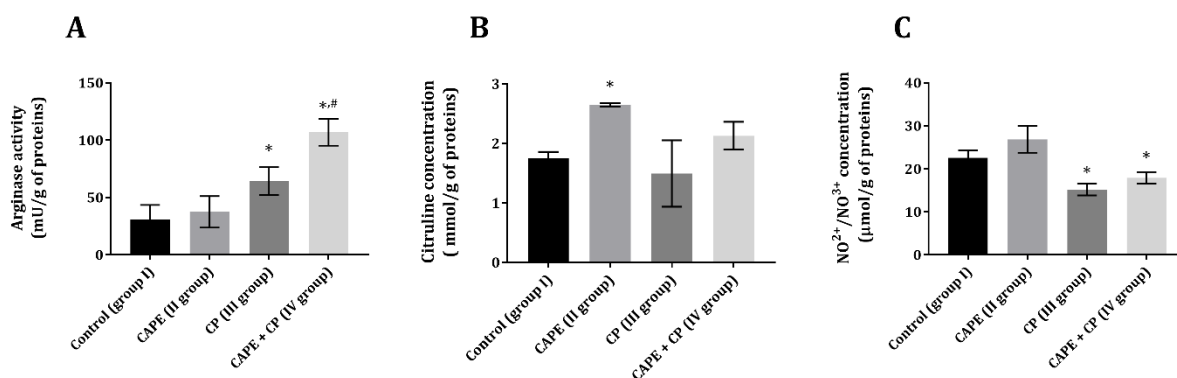 A
Arginase activity
(mU/g of proteins)
150
100
50
0
*
*,#
Control (group I)
CAPE (II group)
CP (III group)
CAPE + CP (IV group)
B
Citruline concentration
( mmol/g of proteins)
3
2
1
0
*
Control (group I)
CAPE (II group)
CP (III group)
CAPE + CP (IV group)
C
NO²⁺/NO³⁺ concentration
(μmol/g of proteins)
40
30
20
10
0
*
*
Control (group I)
CAPE (II group)
CP (III group)
CAPE + CP (IV group)